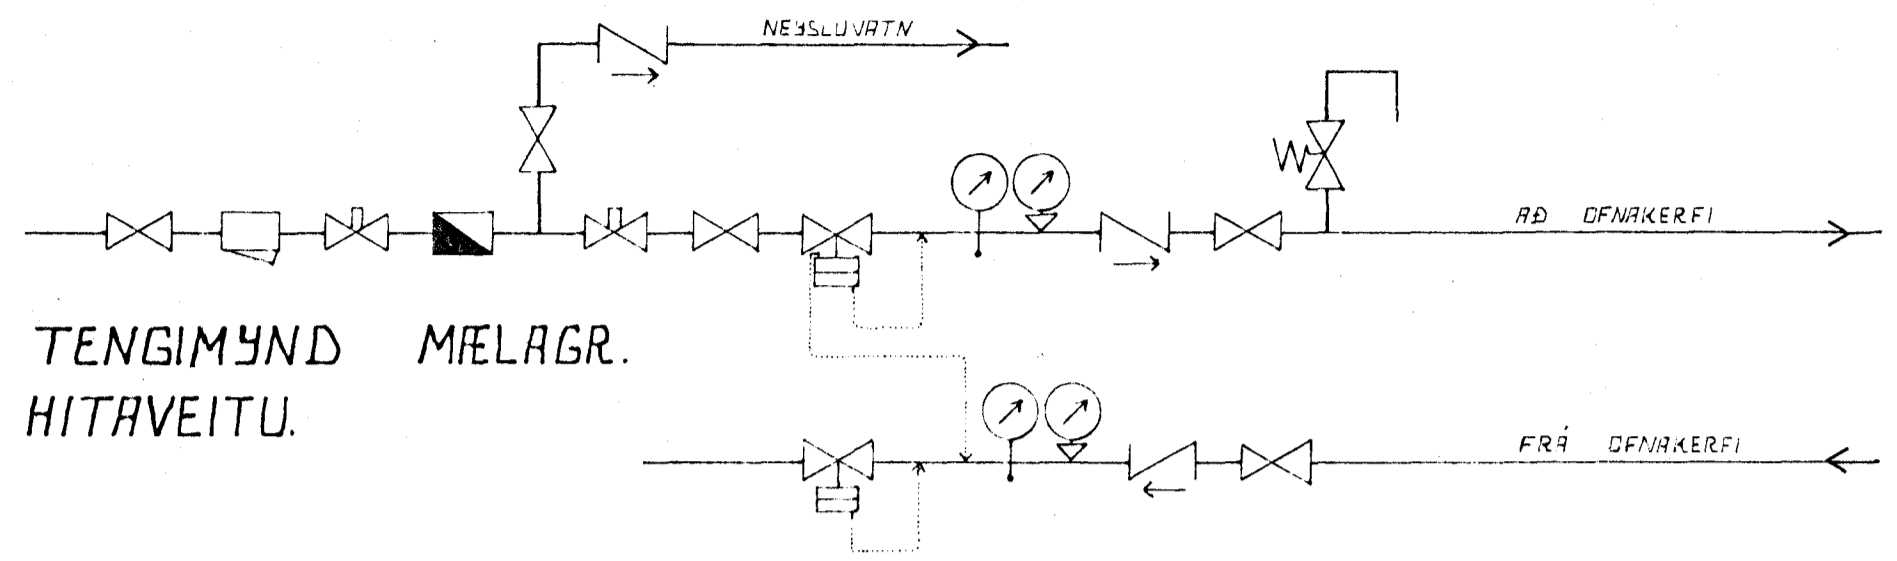 NEYSLUVATN
AÐ OFNAKERFI
TENGIMYND MÆLAGR.
HITAVEITU.
FRÁ OFNAKERFI